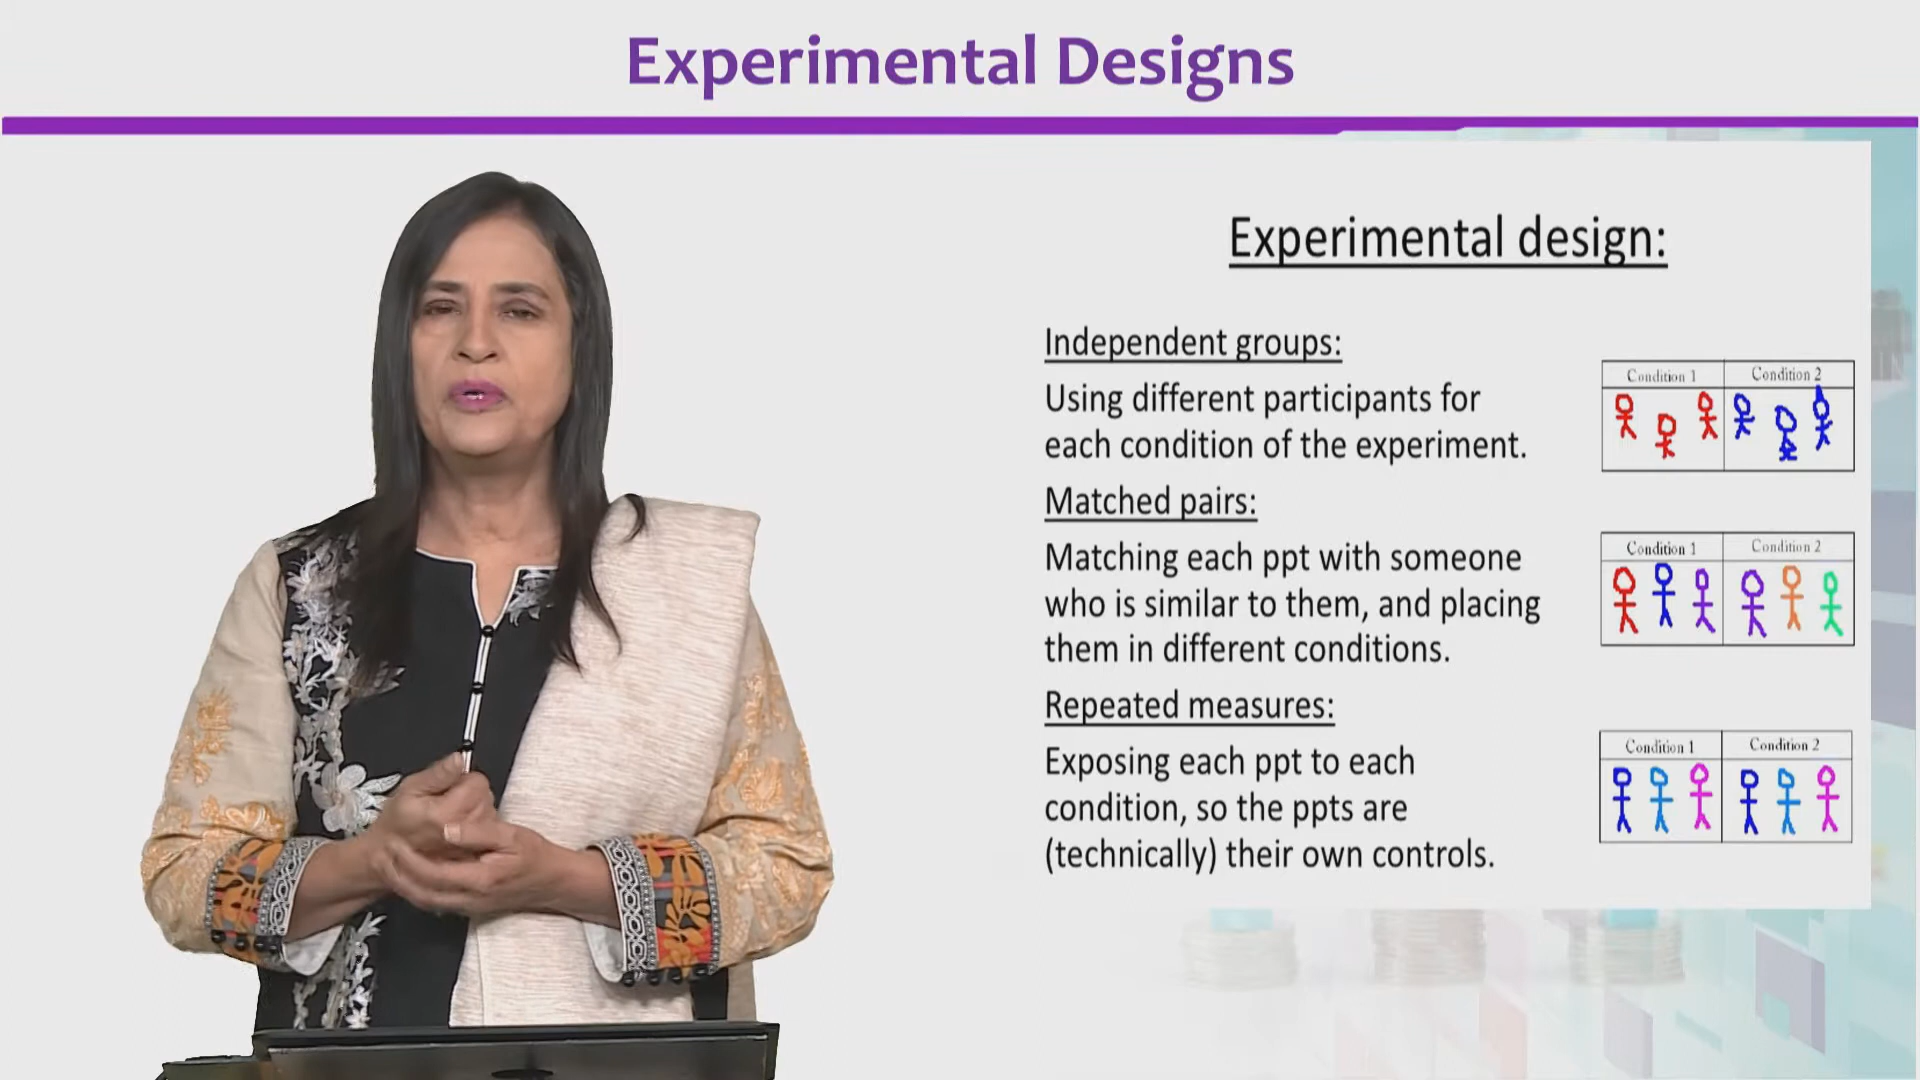 Experimental Designs
Experimental design:
Independent groups:
Using different participants for
each condition of the experiment.
Condition 1 Condition 2
Matched pairs:
Matching each ppt with someone
who is similar to them, and placing
them in different conditions.
Condition 1 Condition 2
Repeated measures:
Exposing each ppt to each
condition, so the ppts are
(technically) their own controls.
Condition 1 Condition 2